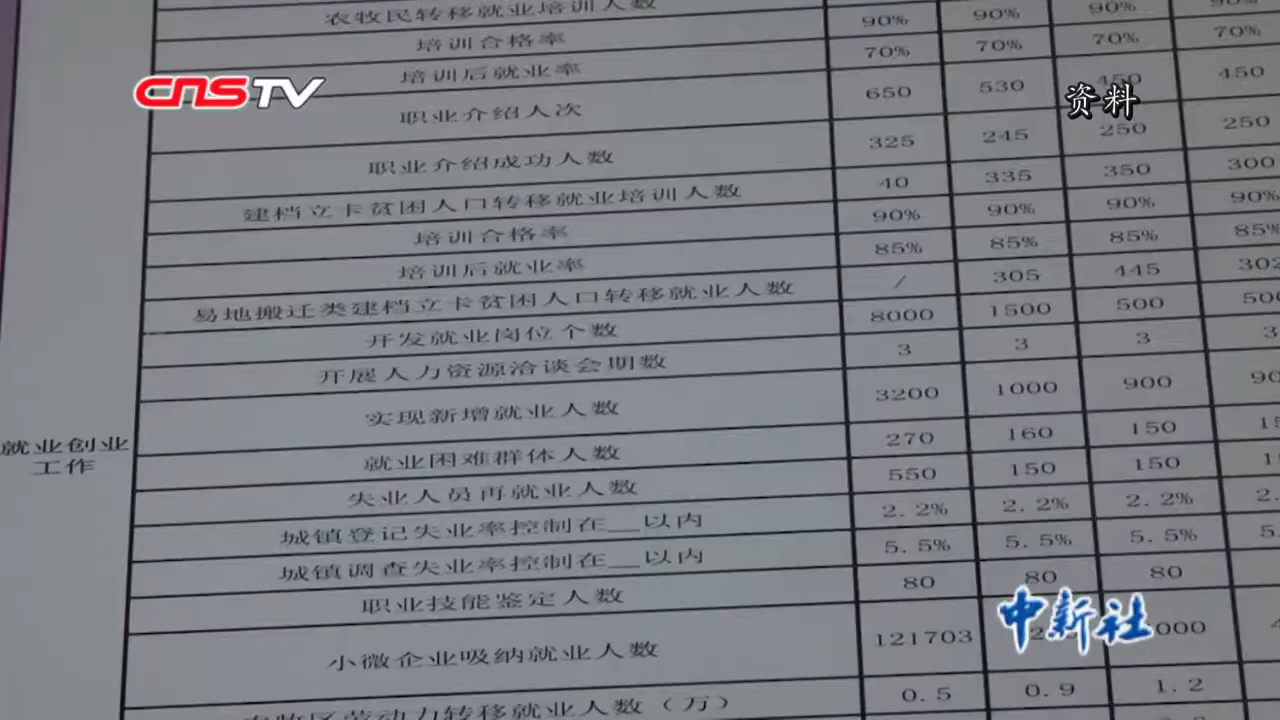 农牧民转移就业培训人数
培训合格率 90% 90% 90% 90%
培训后就业率 70% 70% 70% 70%
职业介绍人次 650 530 450 450
职业介绍成功人数 325 245 250 250
建档立卡贫困人口转移就业培训人数 40 335 350 300
培训合格率 90% 90% 90% 90%
培训后就业率 85% 85% 85% 85%
易地搬迁类建档立卡贫困人口转移就业人数 / 305 445 302
开发就业岗位个数 8000 1500 500
开展人力资源洽谈会期数 3 3 3 3
实现新增就业人数 3200 1000 900
就业困难群体人数 270 160 150
失业人员再就业人数 550 150 150
城镇登记失业率控制在__以内 2.2% 2.2% 2.2%
城镇调查失业率控制在__以内 5.5% 5.5% 5.5%
职业技能鉴定人数 80 80 80
小微企业吸纳就业人数 121703
农牧区劳动力转移就业人数（万） 0.5 0.9 1.2
就业创业
工作
CNSTV
资料
中新社